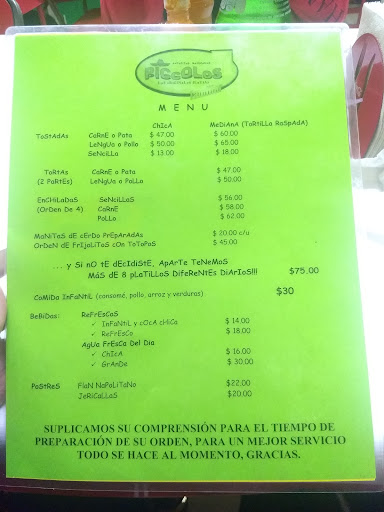 PICCOLOS
MENU
CHicA MeDiAnA (ToRtiLLa RaSpAdA)
ToStAdAs CaRnE o Pata $ 47.00 $ 60.00
LeNgUa o PoLlo $ 50.00 $ 65.00
SeNciLLa $ 13.00 $ 18.00
ToRtAs CaRnE o Pata $ 47.00
(2 PaRtEs) LeNgUa o PoLLo $ 50.00
EnCHiLaDaS SeNciLLaS $ 56.00
(OrDen De 4) CaRNE $ 58.00
PoLLo $ 62.00
MaNiTaS dE cErDo PrEpArAdAs $ 20.00 c/u
OrDeN dE FrIjoLiTaS cOn ToToPoS $ 45.00
... y Si nO tE dEcIdiStE, ApArTe TeNeMoS
MáS dE 8 pLaTiLLoS DifeReNtEs DiArIoS!!! $75.00
CoMiDa InFaNtiL (consomé, pollo, arroz y verduras) $30
BeBiDas: ReFrEsCoS
✓ InFaNtiL y cOcA cHiCa $ 14.00
✓ ReFrEsCo $ 18.00
AgUa FrEsCa Del Dia
✓ ChIcA $ 16.00
✓ GrAnDe $ 30.00
PoStReS FlaN NaPoLiTaNo $22.00
JeRiCaLLaS $20.00
SUPLICAMOS SU COMPRENSIÓN PARA EL TIEMPO DE
PREPARACIÓN DE SU ORDEN, PARA UN MEJOR SERVICIO
TODO SE HACE AL MOMENTO, GRACIAS.